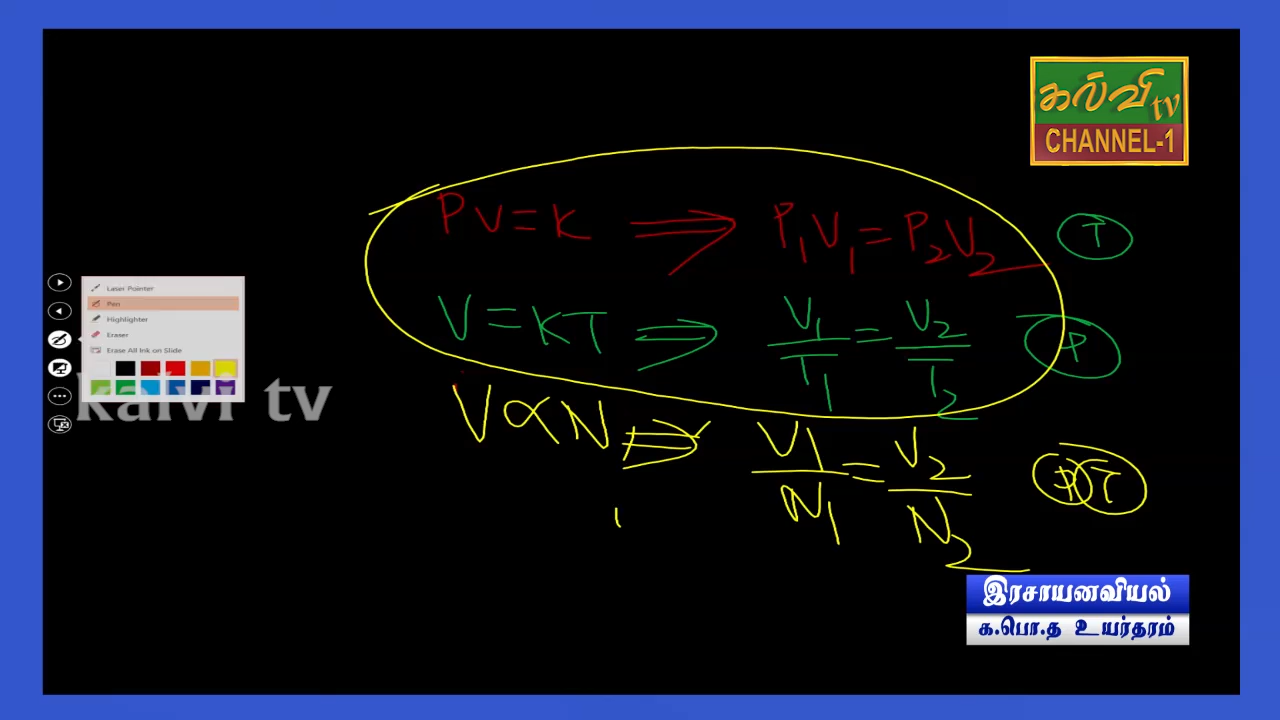 கல்வி tv
CHANNEL-1
PV=K ⟹ P₁V₁=P₂V₂ T
Laser Pointer
Pen
Highlighter
Eraser
Erase All Ink on Slide
V=KT ⟹ V₁/T₁=V₂/T₂ P
kalvi tv
V∝N ⟹ V₁/N₁=V₂/N₂ P T
இரசாயனவியல்
க.பொ.த உயர்தரம்